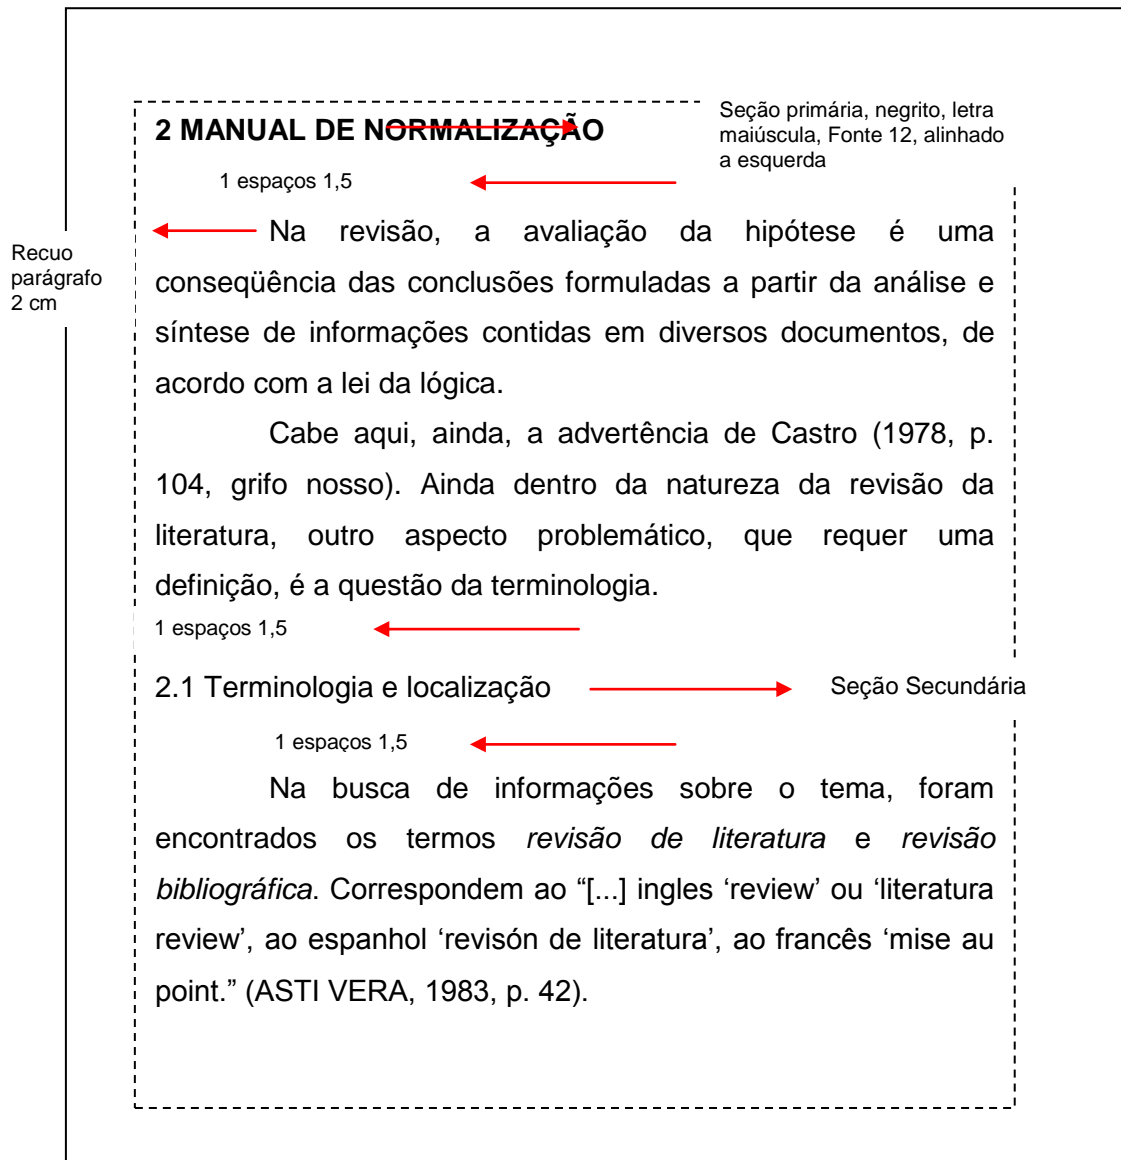 2 MANUAL DE NORMALIZAÇÃO
Seção primária, negrito, letra
maiúscula, Fonte 12, alinhado
a esquerda
1 espaços 1,5
Recuo
parágrafo
2 cm
Na revisão, a avaliação da hipótese é uma
conseqüência das conclusões formuladas a partir da análise e
síntese de informações contidas em diversos documentos, de
acordo com a lei da lógica.
Cabe aqui, ainda, a advertência de Castro (1978, p.
104, grifo nosso). Ainda dentro da natureza da revisão da
literatura, outro aspecto problemático, que requer uma
definição, é a questão da terminologia.
1 espaços 1,5
2.1 Terminologia e localização
Seção Secundária
1 espaços 1,5
Na busca de informações sobre o tema, foram
encontrados os termos revisão de literatura e revisão
bibliográfica. Correspondem ao “[...] ingles ‘review’ ou ‘literatura
review’, ao espanhol ‘revisón de literatura’, ao francês ‘mise au
point.” (ASTI VERA, 1983, p. 42).